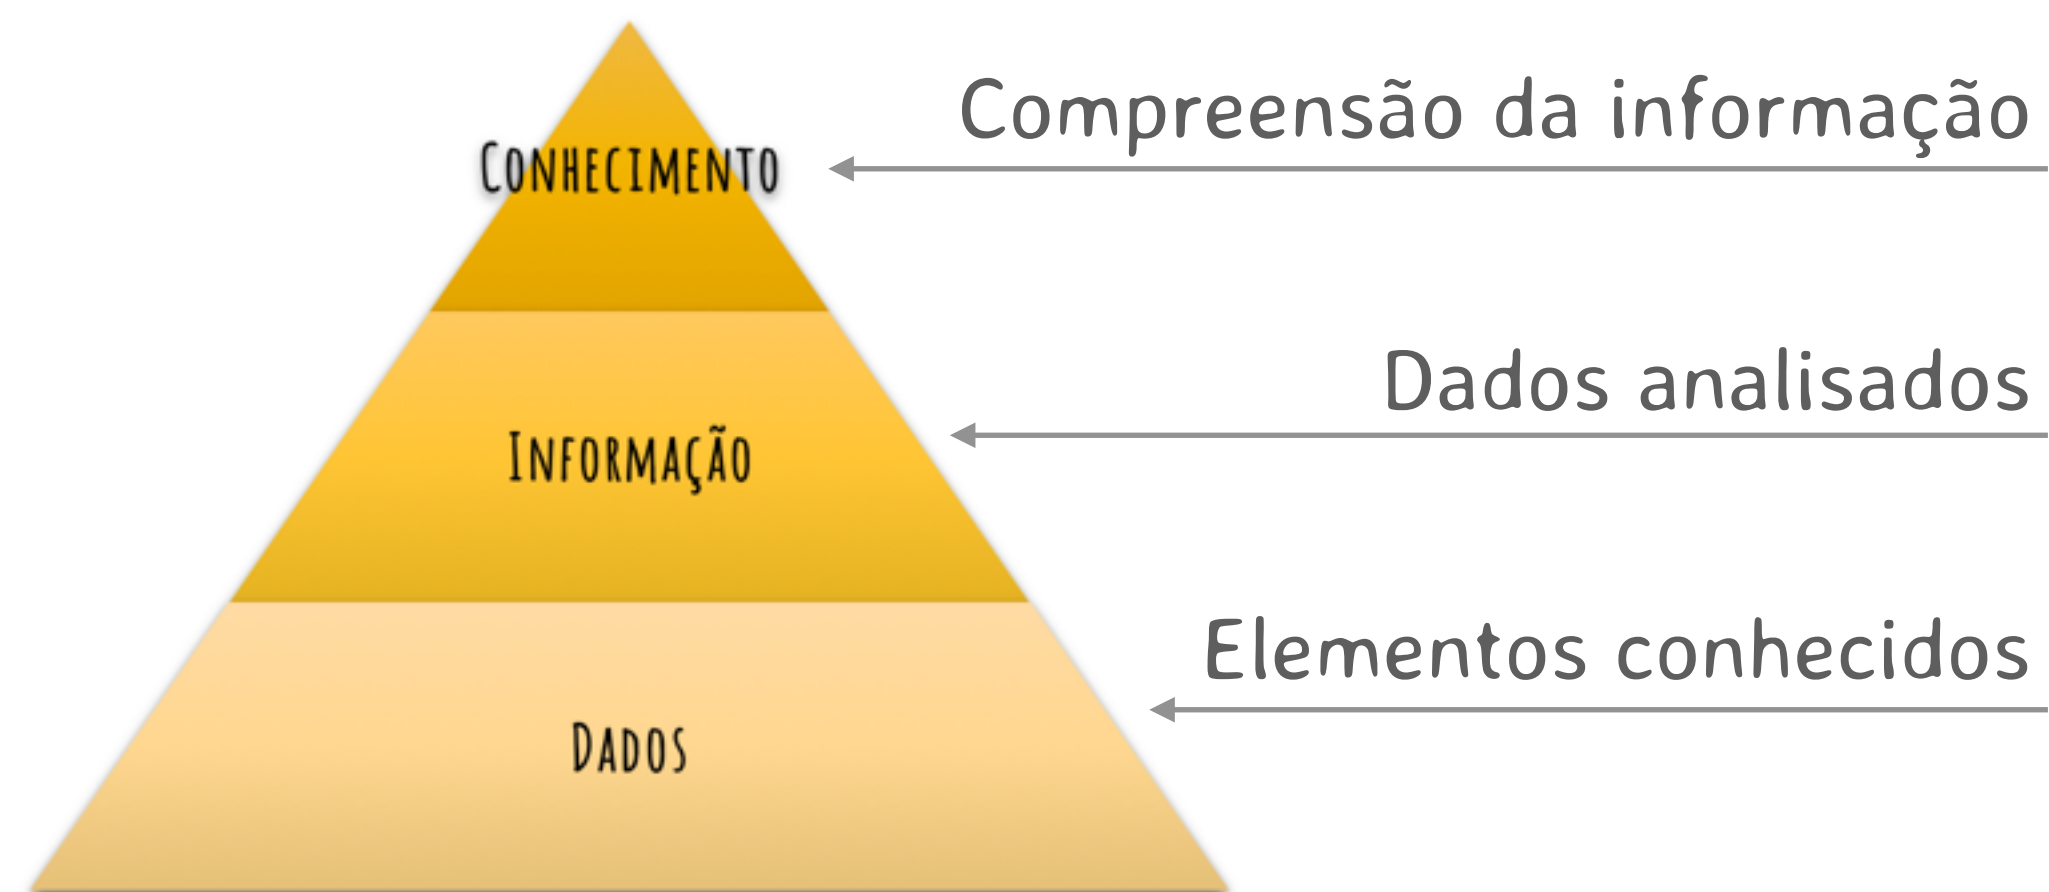 Compreensão da informação
Conhecimento
Dados analisados
Informação
Elementos conhecidos
Dados